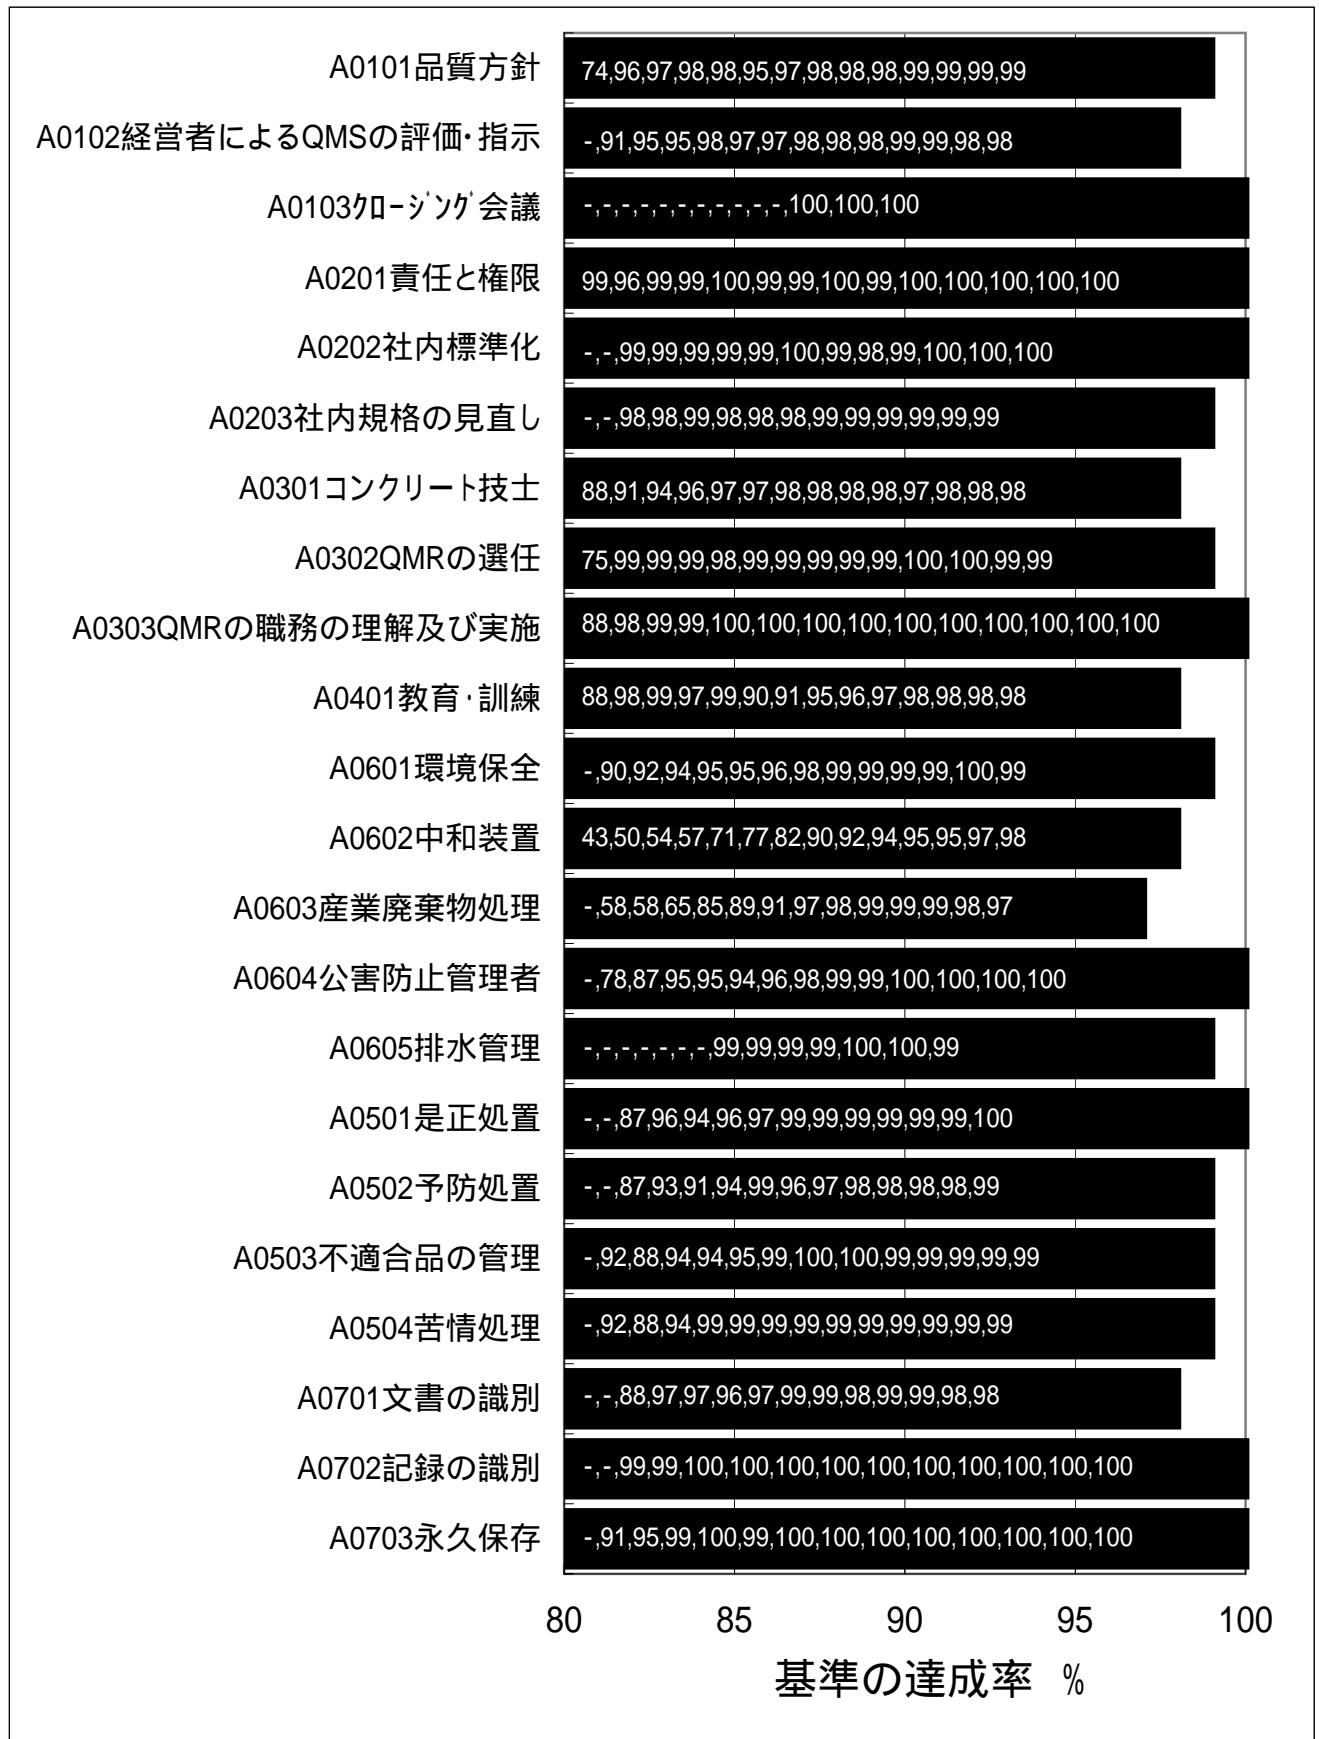 A0101品質方針 74,96,97,98,98,95,97,98,98,98,99,99,99,99
A0102経営者によるQMSの評価・指示 -,91,95,95,98,97,97,98,98,98,99,99,98,98
A0103ｸﾛｰｼﾞﾝｸﾞ会議 -,-,-,-,-,-,-,-,-,-,-,100,100,100
A0201責任と権限 99,96,99,99,100,99,99,100,99,100,100,100,100,100
A0202社内標準化 -,-,99,99,99,99,99,100,99,98,99,100,100,100
A0203社内規格の見直し -,-,98,98,99,98,98,98,99,99,99,99,99,99
A0301コンクリート技士 88,91,94,96,97,97,98,98,98,98,97,98,98,98
A0302QMRの選任 75,99,99,99,98,99,99,99,99,99,100,100,99,99
A0303QMRの職務の理解及び実施 88,98,99,99,100,100,100,100,100,100,100,100,100,100
A0401教育・訓練 88,98,99,97,99,90,91,95,96,97,98,98,98,98
A0601環境保全 -,90,92,94,95,95,96,98,99,99,99,99,100,99
A0602中和装置 43,50,54,57,71,77,82,90,92,94,95,95,97,98
A0603産業廃棄物処理 -,58,58,65,85,89,91,97,98,99,99,99,98,97
A0604公害防止管理者 -,78,87,95,95,94,96,98,99,99,100,100,100,100
A0605排水管理 -,-,-,-,-,-,-,99,99,99,99,100,100,99
A0501是正処置 -,-,87,96,94,96,97,99,99,99,99,99,99,100
A0502予防処置 -,-,87,93,91,94,99,96,97,98,98,98,98,99
A0503不適合品の管理 -,92,88,94,94,95,99,100,100,99,99,99,99,99
A0504苦情処理 -,92,88,94,99,99,99,99,99,99,99,99,99,99
A0701文書の識別 -,-,88,97,97,96,97,99,99,98,99,99,98,98
A0702記録の識別 -,-,99,99,100,100,100,100,100,100,100,100,100,100
A0703永久保存 -,91,95,99,100,99,100,100,100,100,100,100,100,100
80 85 90 95 100
基準の達成率 %